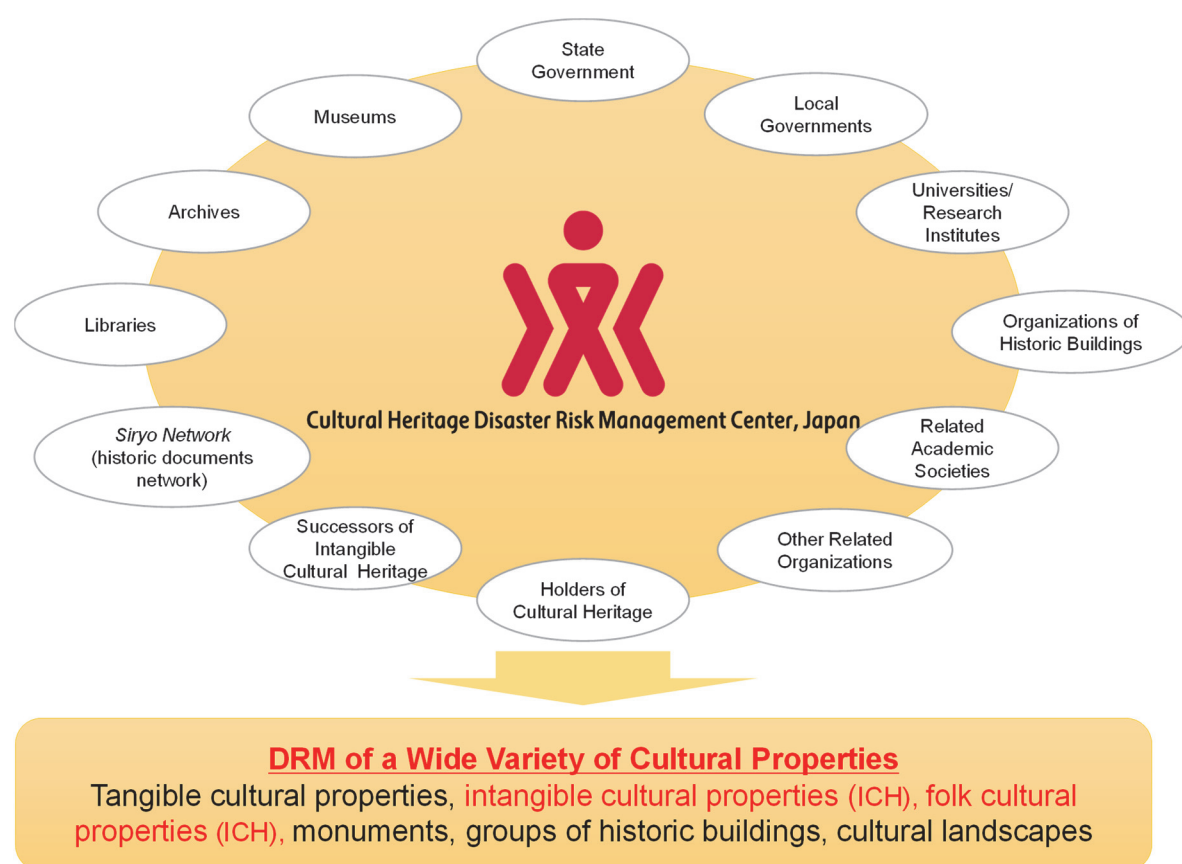 State
Government
Local
Governments
Museums
Universities/
Research
Institutes
Archives
Organizations of
Historic Buildings
Libraries
Cultural Heritage Disaster Risk Management Center, Japan
Related
Academic
Societies
Siryo Network
(historic documents
network)
Other Related
Organizations
Successors of
Intangible
Cultural Heritage
Holders of
Cultural Heritage
DRM of a Wide Variety of Cultural Properties
Tangible cultural properties, intangible cultural properties (ICH), folk cultural
properties (ICH), monuments, groups of historic buildings, cultural landscapes